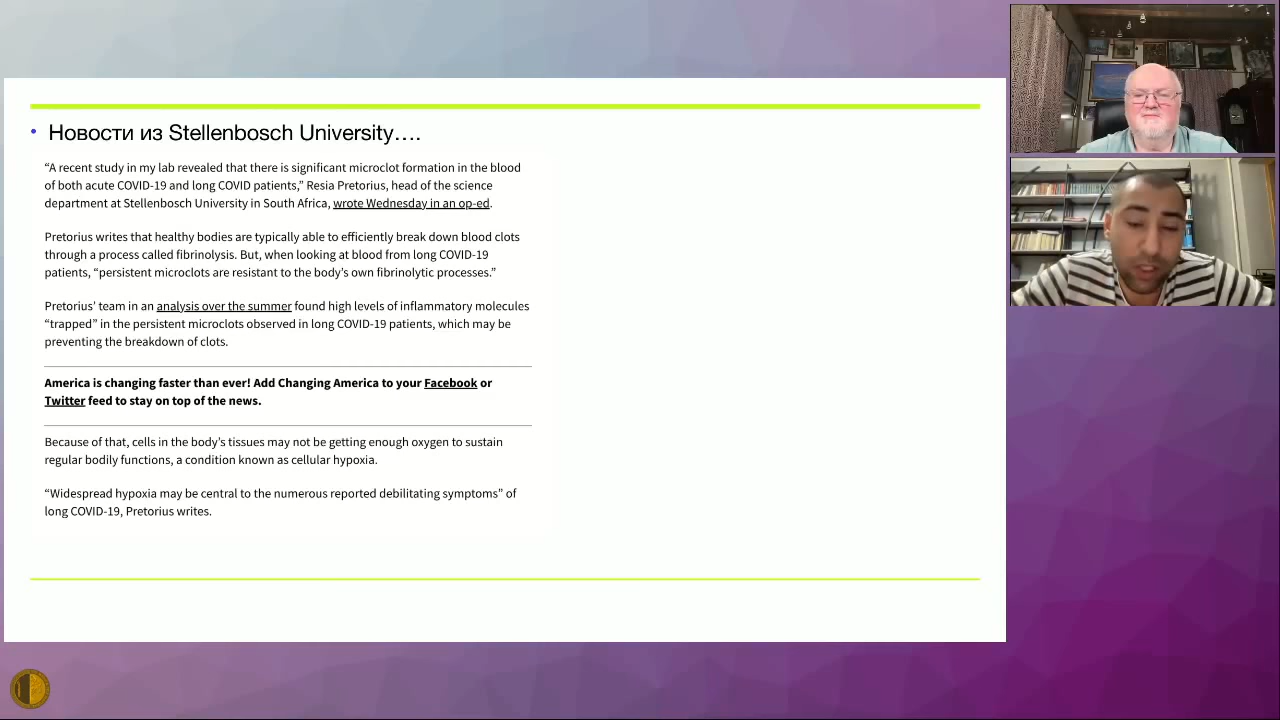 • Новости из Stellenbosch University….
“A recent study in my lab revealed that there is significant microclot formation in the blood
of both acute COVID-19 and long COVID patients,” Resia Pretorius, head of the science
department at Stellenbosch University in South Africa, wrote Wednesday in an op-ed.
Pretorius writes that healthy bodies are typically able to efficiently break down blood clots
through a process called fibrinolysis. But, when looking at blood from long COVID-19
patients, “persistent microclots are resistant to the body’s own fibrinolytic processes.”
Pretorius’ team in an analysis over the summer found high levels of inflammatory molecules
“trapped” in the persistent microclots observed in long COVID-19 patients, which may be
preventing the breakdown of clots.
America is changing faster than ever! Add Changing America to your Facebook or
Twitter feed to stay on top of the news.
Because of that, cells in the body’s tissues may not be getting enough oxygen to sustain
regular bodily functions, a condition known as cellular hypoxia.
“Widespread hypoxia may be central to the numerous reported debilitating symptoms” of
long COVID-19, Pretorius writes.